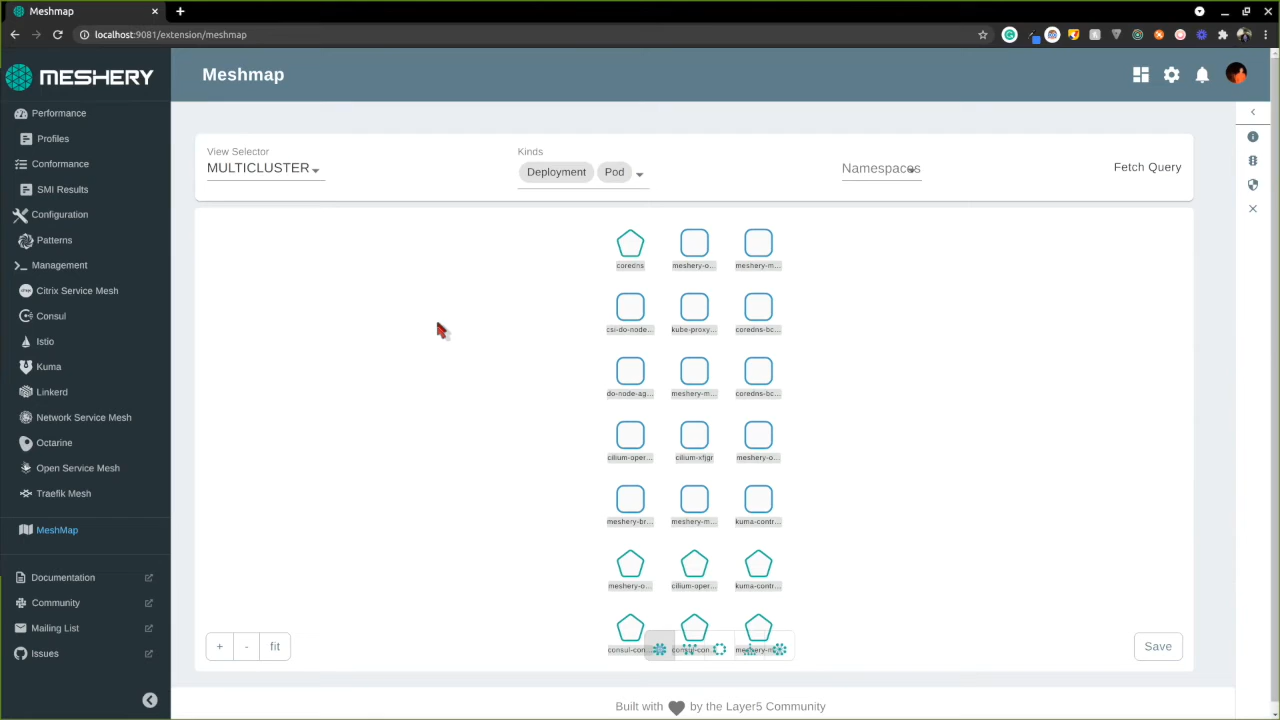 Meshmap
localhost:9081/extension/meshmap
MESHERY
Meshmap
Performance
Profiles
Conformance
SMI Results
Configuration
Patterns
Management
Citrix Service Mesh
Consul
Istio
Kuma
Linkerd
Network Service Mesh
Octarine
Open Service Mesh
Traefik Mesh
MeshMap
Documentation
Community
Mailing List
Issues
View Selector
MULTICLUSTER
Kinds
Deployment Pod
Namespaces
Fetch Query
coredns meshery-o... meshery-m...
csi-do-node... kube-proxy... coredns-bc...
do-node-ag... meshery-m... coredns-bc...
cilium-oper... cilium-xfjgr meshery-o...
meshery-br... meshery-m... kuma-contr...
meshery-o... cilium-oper... kuma-contr...
consul-con... consul-con... meshery-m...
+ - fit
Save
Built with by the Layer5 Community